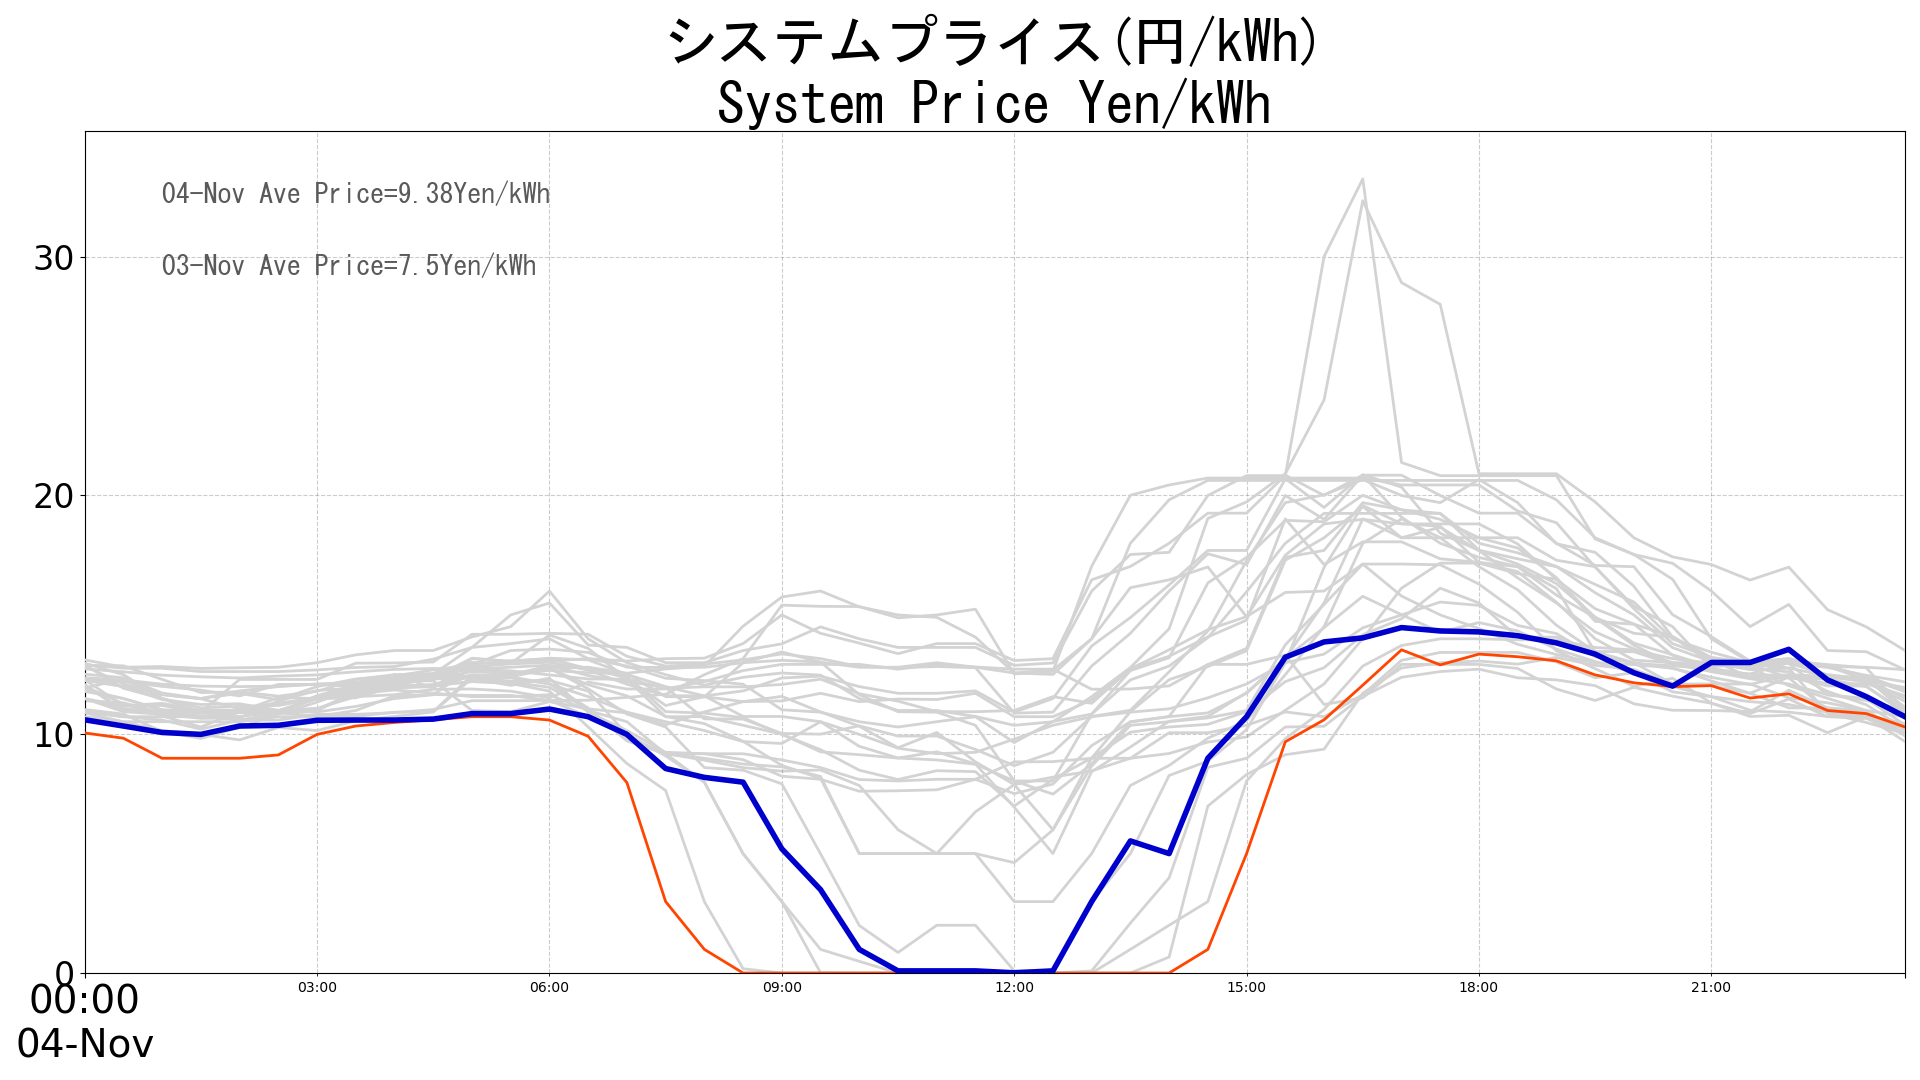 システムプライス(円/kWh)
System Price Yen/kWh
04-Nov Ave Price=9.38Yen/kWh
03-Nov Ave Price=7.5Yen/kWh
30
20
10
0
00:00 03:00 06:00 09:00 12:00 15:00 18:00 21:00
04-Nov